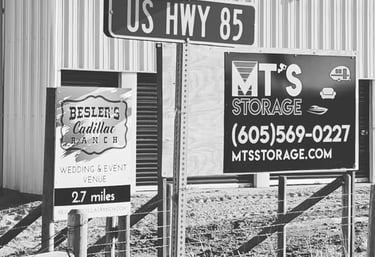 US HWY 85
BESLER'S
Cadillac
RANCH
WEDDING & EVENT
VENUE
2.7 miles
MT'S
STORAGE
(605)569-0227
MTSSTORAGE.COM